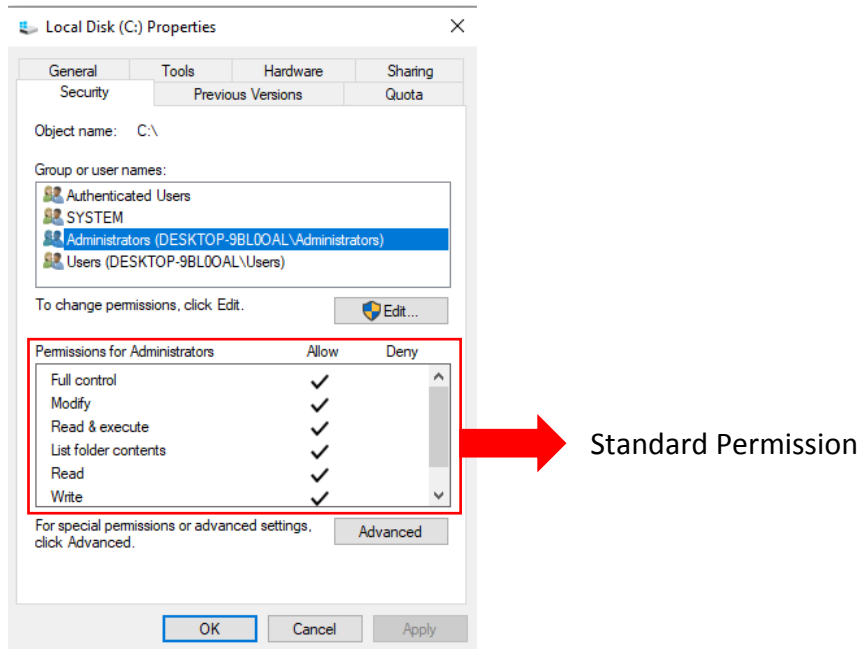 Local Disk (C:) Properties
General Tools Hardware Sharing
Security Previous Versions Quota
Object name: C:\
Group or user names:
Authenticated Users
SYSTEM
Administrators (DESKTOP-9BL0OAL\Administrators)
Users (DESKTOP-9BL0OAL\Users)
To change permissions, click Edit.
Edit...
Permissions for Administrators Allow Deny
Full control
Modify
Read & execute
List folder contents
Read
Write
Standard Permission
For special permissions or advanced settings,
click Advanced.
Advanced
OK Cancel Apply